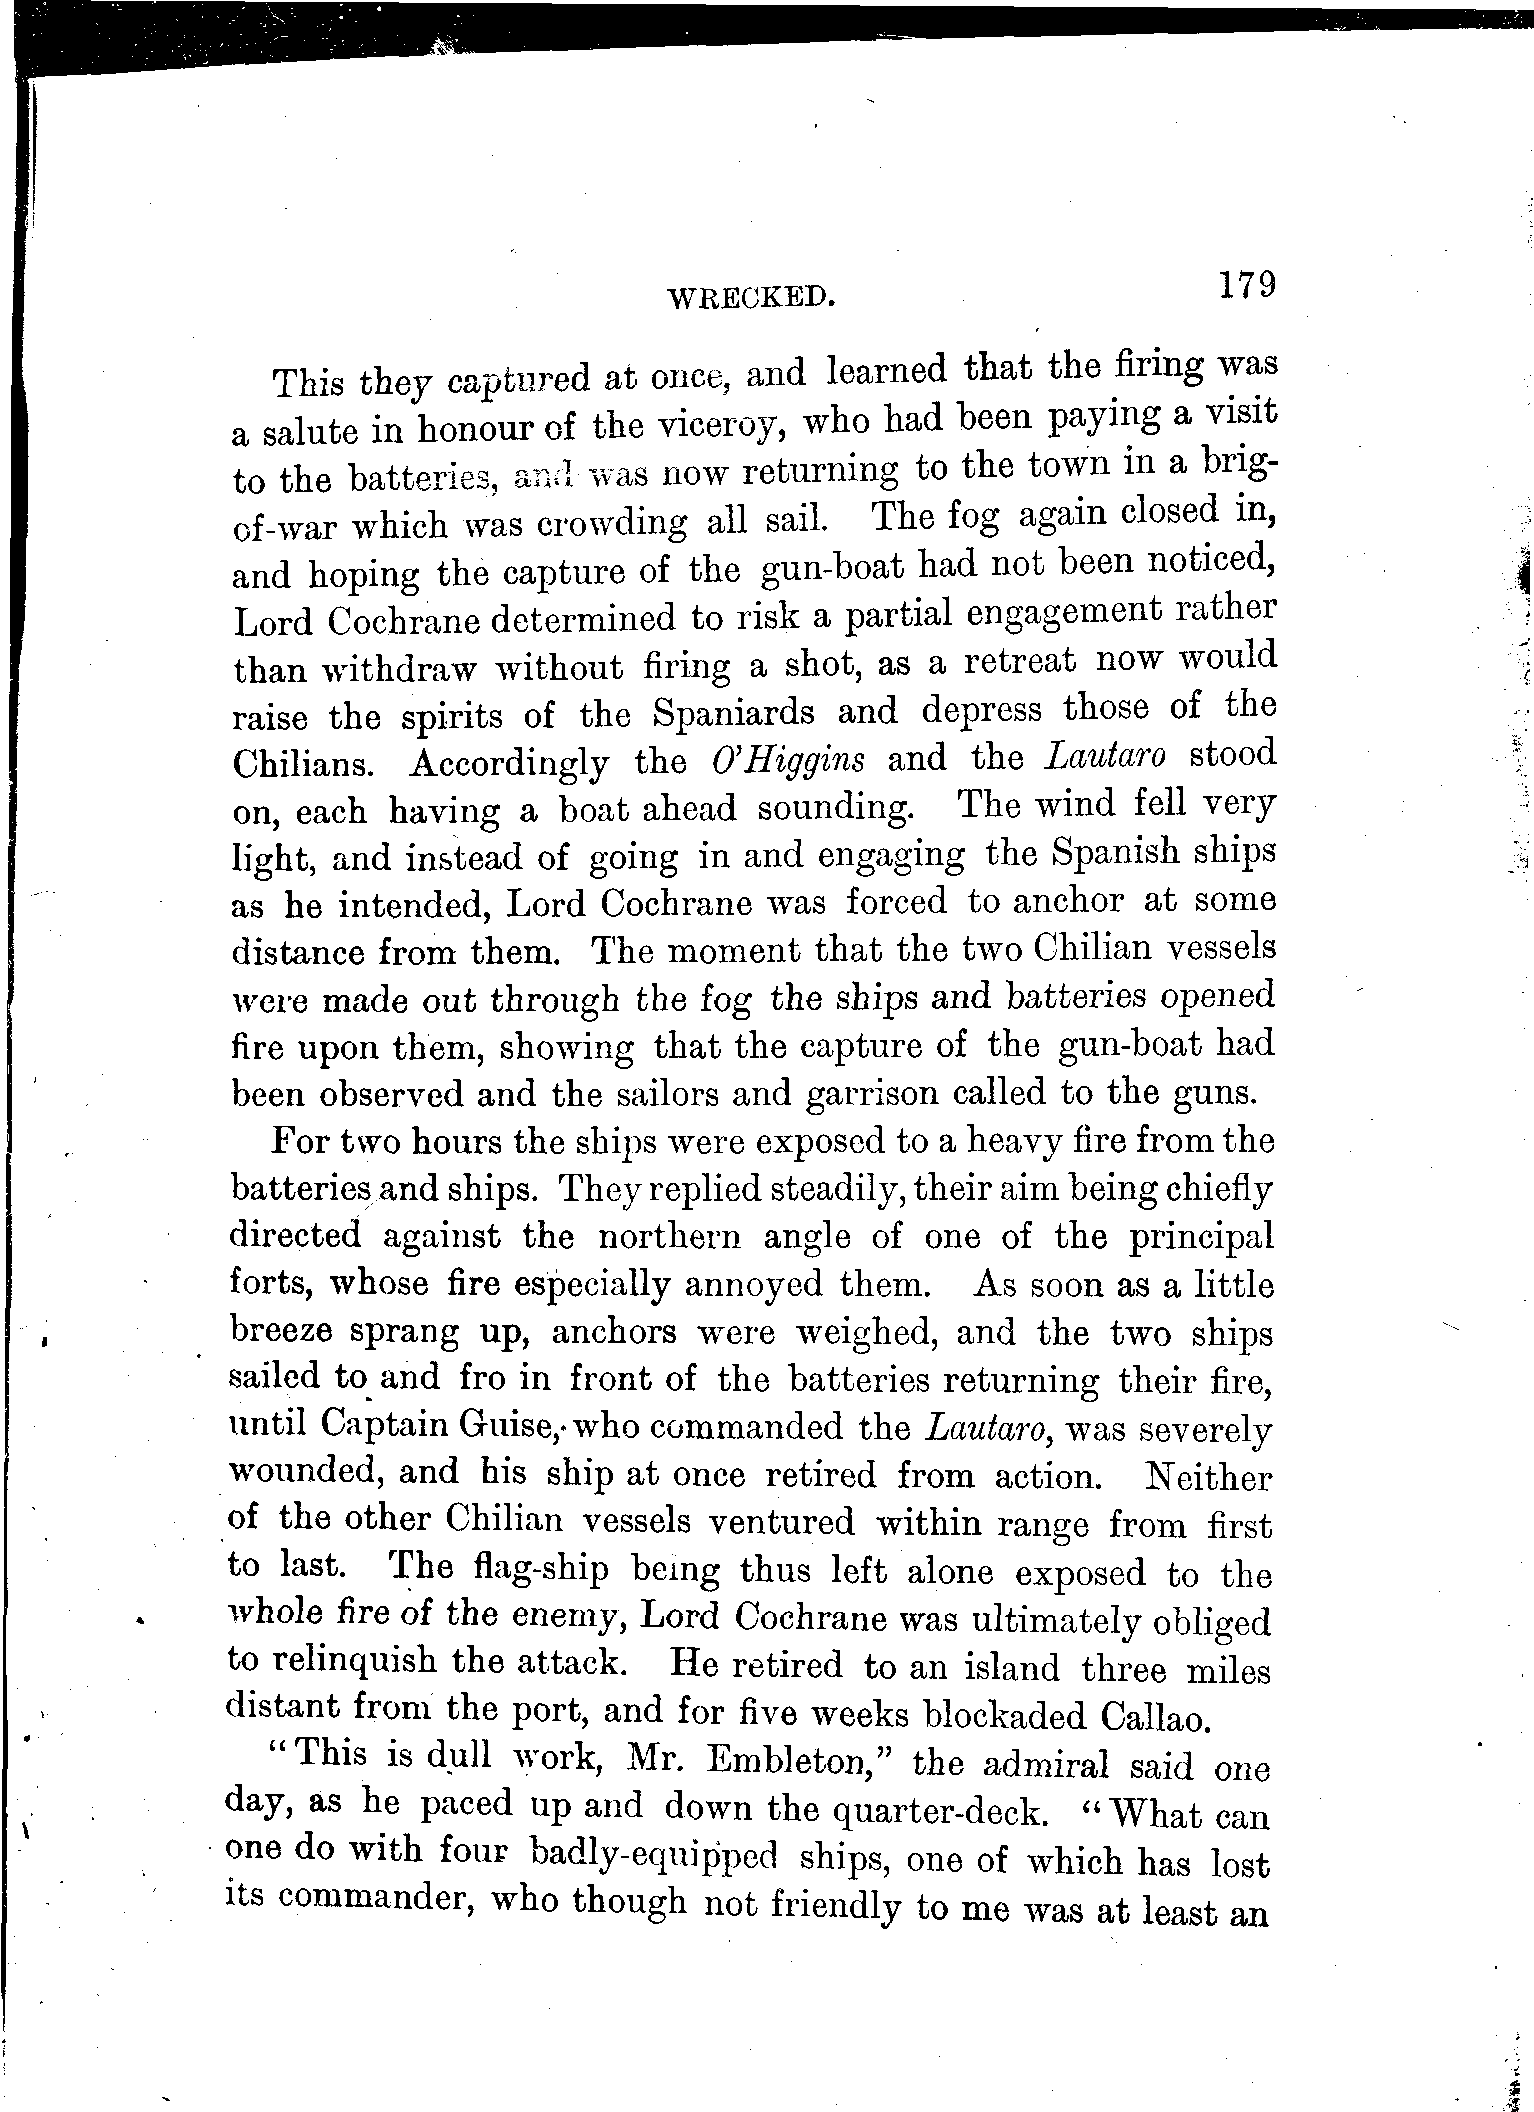 WRECKED. 179
This they captured at once, and learned that the firing was
a salute in honour of the viceroy, who had been paying a visit
to the batteries, and was now returning to the town in a brig-
of-war which was crowding all sail. The fog again closed in,
and hoping the capture of the gun-boat had not been noticed,
Lord Cochrane determined to risk a partial engagement rather
than withdraw without firing a shot, as a retreat now would
raise the spirits of the Spaniards and depress those of the
Chilians. Accordingly the O'Higgins and the Lautaro stood
on, each having a boat ahead sounding. The wind fell very
light, and instead of going in and engaging the Spanish ships
as he intended, Lord Cochrane was forced to anchor at some
distance from them. The moment that the two Chilian vessels
were made out through the fog the ships and batteries opened
fire upon them, showing that the capture of the gun-boat had
been observed and the sailors and garrison called to the guns.
For two hours the ships were exposed to a heavy fire from the
batteries and ships. They replied steadily, their aim being chiefly
directed against the northern angle of one of the principal
forts, whose fire especially annoyed them. As soon as a little
breeze sprang up, anchors were weighed, and the two ships
sailed to and fro in front of the batteries returning their fire,
until Captain Guise, who commanded the Lautaro, was severely
wounded, and his ship at once retired from action. Neither
of the other Chilian vessels ventured within range from first
to last. The flag-ship being thus left alone exposed to the
whole fire of the enemy, Lord Cochrane was ultimately obliged
to relinquish the attack. He retired to an island three miles
distant from the port, and for five weeks blockaded Callao.
"This is dull work, Mr. Embleton," the admiral said one
day, as he paced up and down the quarter-deck. "What can
one do with four badly-equipped ships, one of which has lost
its commander, who though not friendly to me was at least an